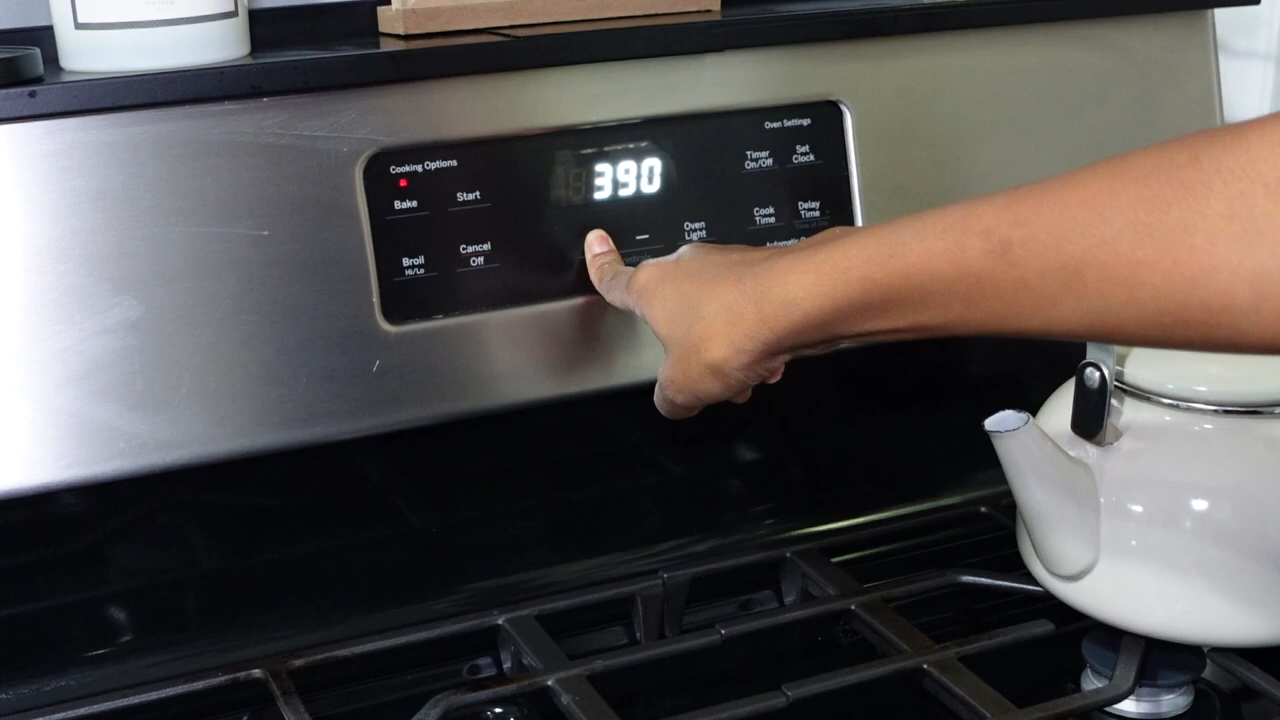 Oven Settings
Cooking Options
390
Timer
On/Off
Set
Clock
Bake
Start
Cook
Time
Delay
Time
Oven
Light
Broil
Hi/Lo
Cancel
Off